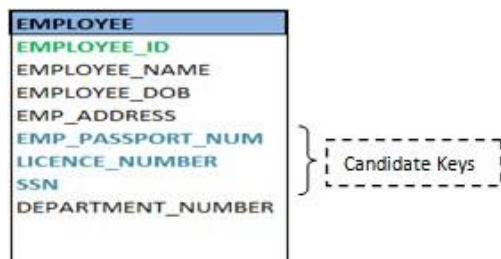 EMPLOYEE
EMPLOYEE_ID
EMPLOYEE_NAME
EMPLOYEE_DOB
EMP_ADDRESS
EMP_PASSPORT_NUM
LICENCE_NUMBER
SSN
DEPARTMENT_NUMBER
Candidate Keys